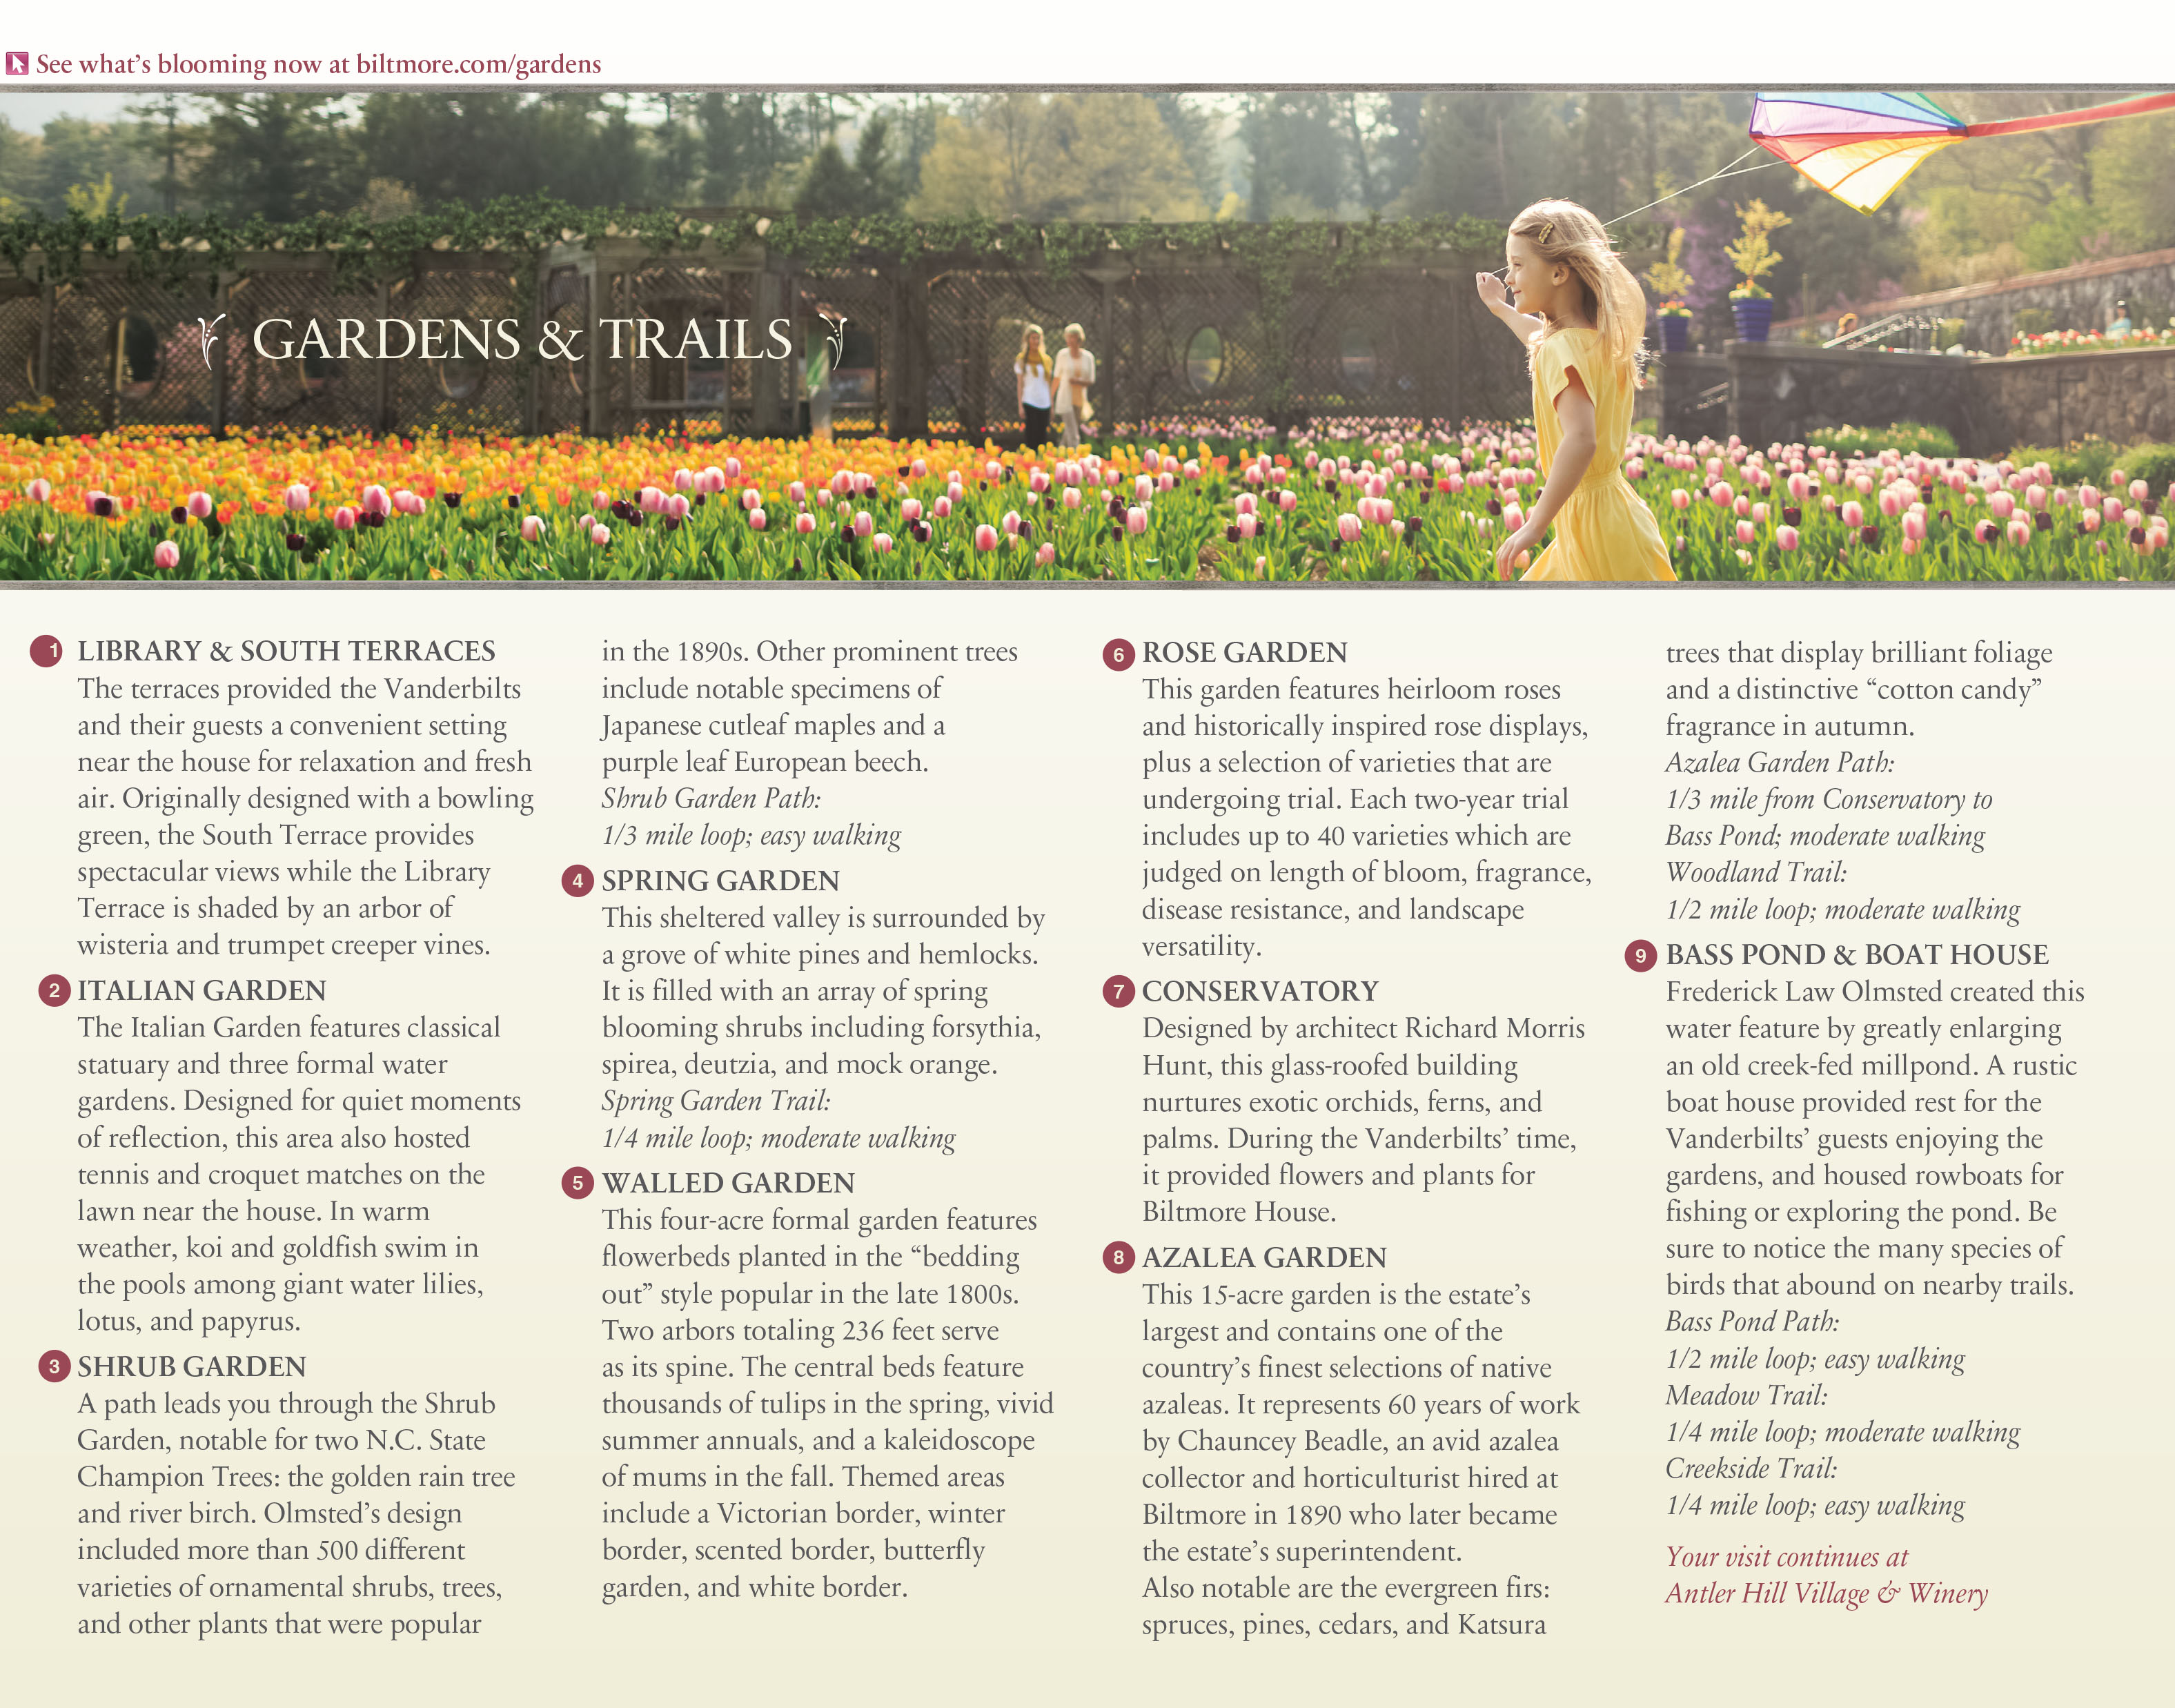 See what’s blooming now at biltmore.com/gardens
GARDENS & TRAILS
1 LIBRARY & SOUTH TERRACES
The terraces provided the Vanderbilts
and their guests a convenient setting
near the house for relaxation and fresh
air. Originally designed with a bowling
green, the South Terrace provides
spectacular views while the Library
Terrace is shaded by an arbor of
wisteria and trumpet creeper vines.
2 ITALIAN GARDEN
The Italian Garden features classical
statuary and three formal water
gardens. Designed for quiet moments
of reflection, this area also hosted
tennis and croquet matches on the
lawn near the house. In warm
weather, koi and goldfish swim in
the pools among giant water lilies,
lotus, and papyrus.
3 SHRUB GARDEN
A path leads you through the Shrub
Garden, notable for two N.C. State
Champion Trees: the golden rain tree
and river birch. Olmsted’s design
included more than 500 different
varieties of ornamental shrubs, trees,
and other plants that were popular
in the 1890s. Other prominent trees
include notable specimens of
Japanese cutleaf maples and a
purple leaf European beech.
Shrub Garden Path:
1/3 mile loop; easy walking
4 SPRING GARDEN
This sheltered valley is surrounded by
a grove of white pines and hemlocks.
It is filled with an array of spring
blooming shrubs including forsythia,
spirea, deutzia, and mock orange.
Spring Garden Trail:
1/4 mile loop; moderate walking
5 WALLED GARDEN
This four-acre formal garden features
flowerbeds planted in the “bedding
out” style popular in the late 1800s.
Two arbors totaling 236 feet serve
as its spine. The central beds feature
thousands of tulips in the spring, vivid
summer annuals, and a kaleidoscope
of mums in the fall. Themed areas
include a Victorian border, winter
border, scented border, butterfly
garden, and white border.
6 ROSE GARDEN
This garden features heirloom roses
and historically inspired rose displays,
plus a selection of varieties that are
undergoing trial. Each two-year trial
includes up to 40 varieties which are
judged on length of bloom, fragrance,
disease resistance, and landscape
versatility.
7 CONSERVATORY
Designed by architect Richard Morris
Hunt, this glass-roofed building
nurtures exotic orchids, ferns, and
palms. During the Vanderbilts’ time,
it provided flowers and plants for
Biltmore House.
8 AZALEA GARDEN
This 15-acre garden is the estate’s
largest and contains one of the
country’s finest selections of native
azaleas. It represents 60 years of work
by Chauncey Beadle, an avid azalea
collector and horticulturist hired at
Biltmore in 1890 who later became
the estate’s superintendent.
Also notable are the evergreen firs:
spruces, pines, cedars, and Katsura
trees that display brilliant foliage
and a distinctive “cotton candy”
fragrance in autumn.
Azalea Garden Path:
1/3 mile from Conservatory to
Bass Pond; moderate walking
Woodland Trail:
1/2 mile loop; moderate walking
9 BASS POND & BOAT HOUSE
Frederick Law Olmsted created this
water feature by greatly enlarging
an old creek-fed millpond. A rustic
boat house provided rest for the
Vanderbilts’ guests enjoying the
gardens, and housed rowboats for
fishing or exploring the pond. Be
sure to notice the many species of
birds that abound on nearby trails.
Bass Pond Path:
1/2 mile loop; easy walking
Meadow Trail:
1/4 mile loop; moderate walking
Creekside Trail:
1/4 mile loop; easy walking
Your visit continues at
Antler Hill Village & Winery